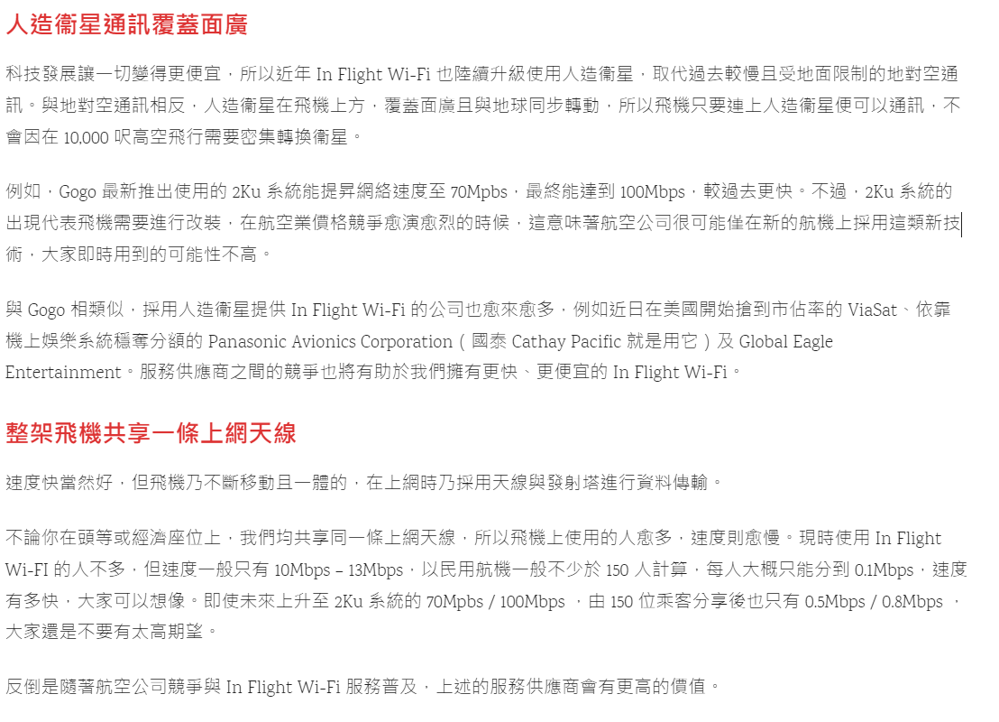 人造衞星通訊覆蓋面廣
科技發展讓一切變得更便宜，所以近年 In Flight Wi-Fi 也陸續升級使用人造衞星，取代過去較慢且受地面限制的地對空通
訊。與地對空通訊相反，人造衞星在飛機上方，覆蓋面廣且與地球同步轉動，所以飛機只要連上人造衞星便可以通訊，不
會因在 10,000 呎高空飛行需要密集轉換衞星。
例如，Gogo 最新推出使用的 2Ku 系統能提昇網絡速度至 70Mpbs，最終能達到 100Mbps，較過去更快。不過，2Ku 系統的
出現代表飛機需要進行改裝，在航空業價格競爭愈演愈烈的時候，這意味著航空公司很可能僅在新的航機上採用這類新技
術，大家即時用到的可能性不高。
與 Gogo 相類似，採用人造衞星提供 In Flight Wi-Fi 的公司也愈來愈多，例如近日在美國開始搶到市佔率的 ViaSat、依靠
機上娛樂系統穩奪分額的 Panasonic Avionics Corporation（國泰 Cathay Pacific 就是用它）及 Global Eagle
Entertainment。服務供應商之間的競爭也將有助於我們擁有更快、更便宜的 In Flight Wi-Fi。
整架飛機共享一條上網天線
速度快當然好，但飛機乃不斷移動且一體的，在上網時乃採用天線與發射塔進行資料傳輸。
不論你在頭等或經濟座位上，我們均共享同一條上網天線，所以飛機上使用的人愈多，速度則愈慢。現時使用 In Flight
Wi-FI 的人不多，但速度一般只有 10Mbps – 13Mbps，以民用航機一般不少於 150 人計算，每人大概只能分到 0.1Mbps，速度
有多快，大家可以想像。即使未來上升至 2Ku 系統的 70Mpbs / 100Mbps ，由 150 位乘客分享後也只有 0.5Mbps / 0.8Mbps ，
大家還是不要有太高期望。
反倒是隨著航空公司競爭與 In Flight Wi-Fi 服務普及，上述的服務供應商會有更高的價值。